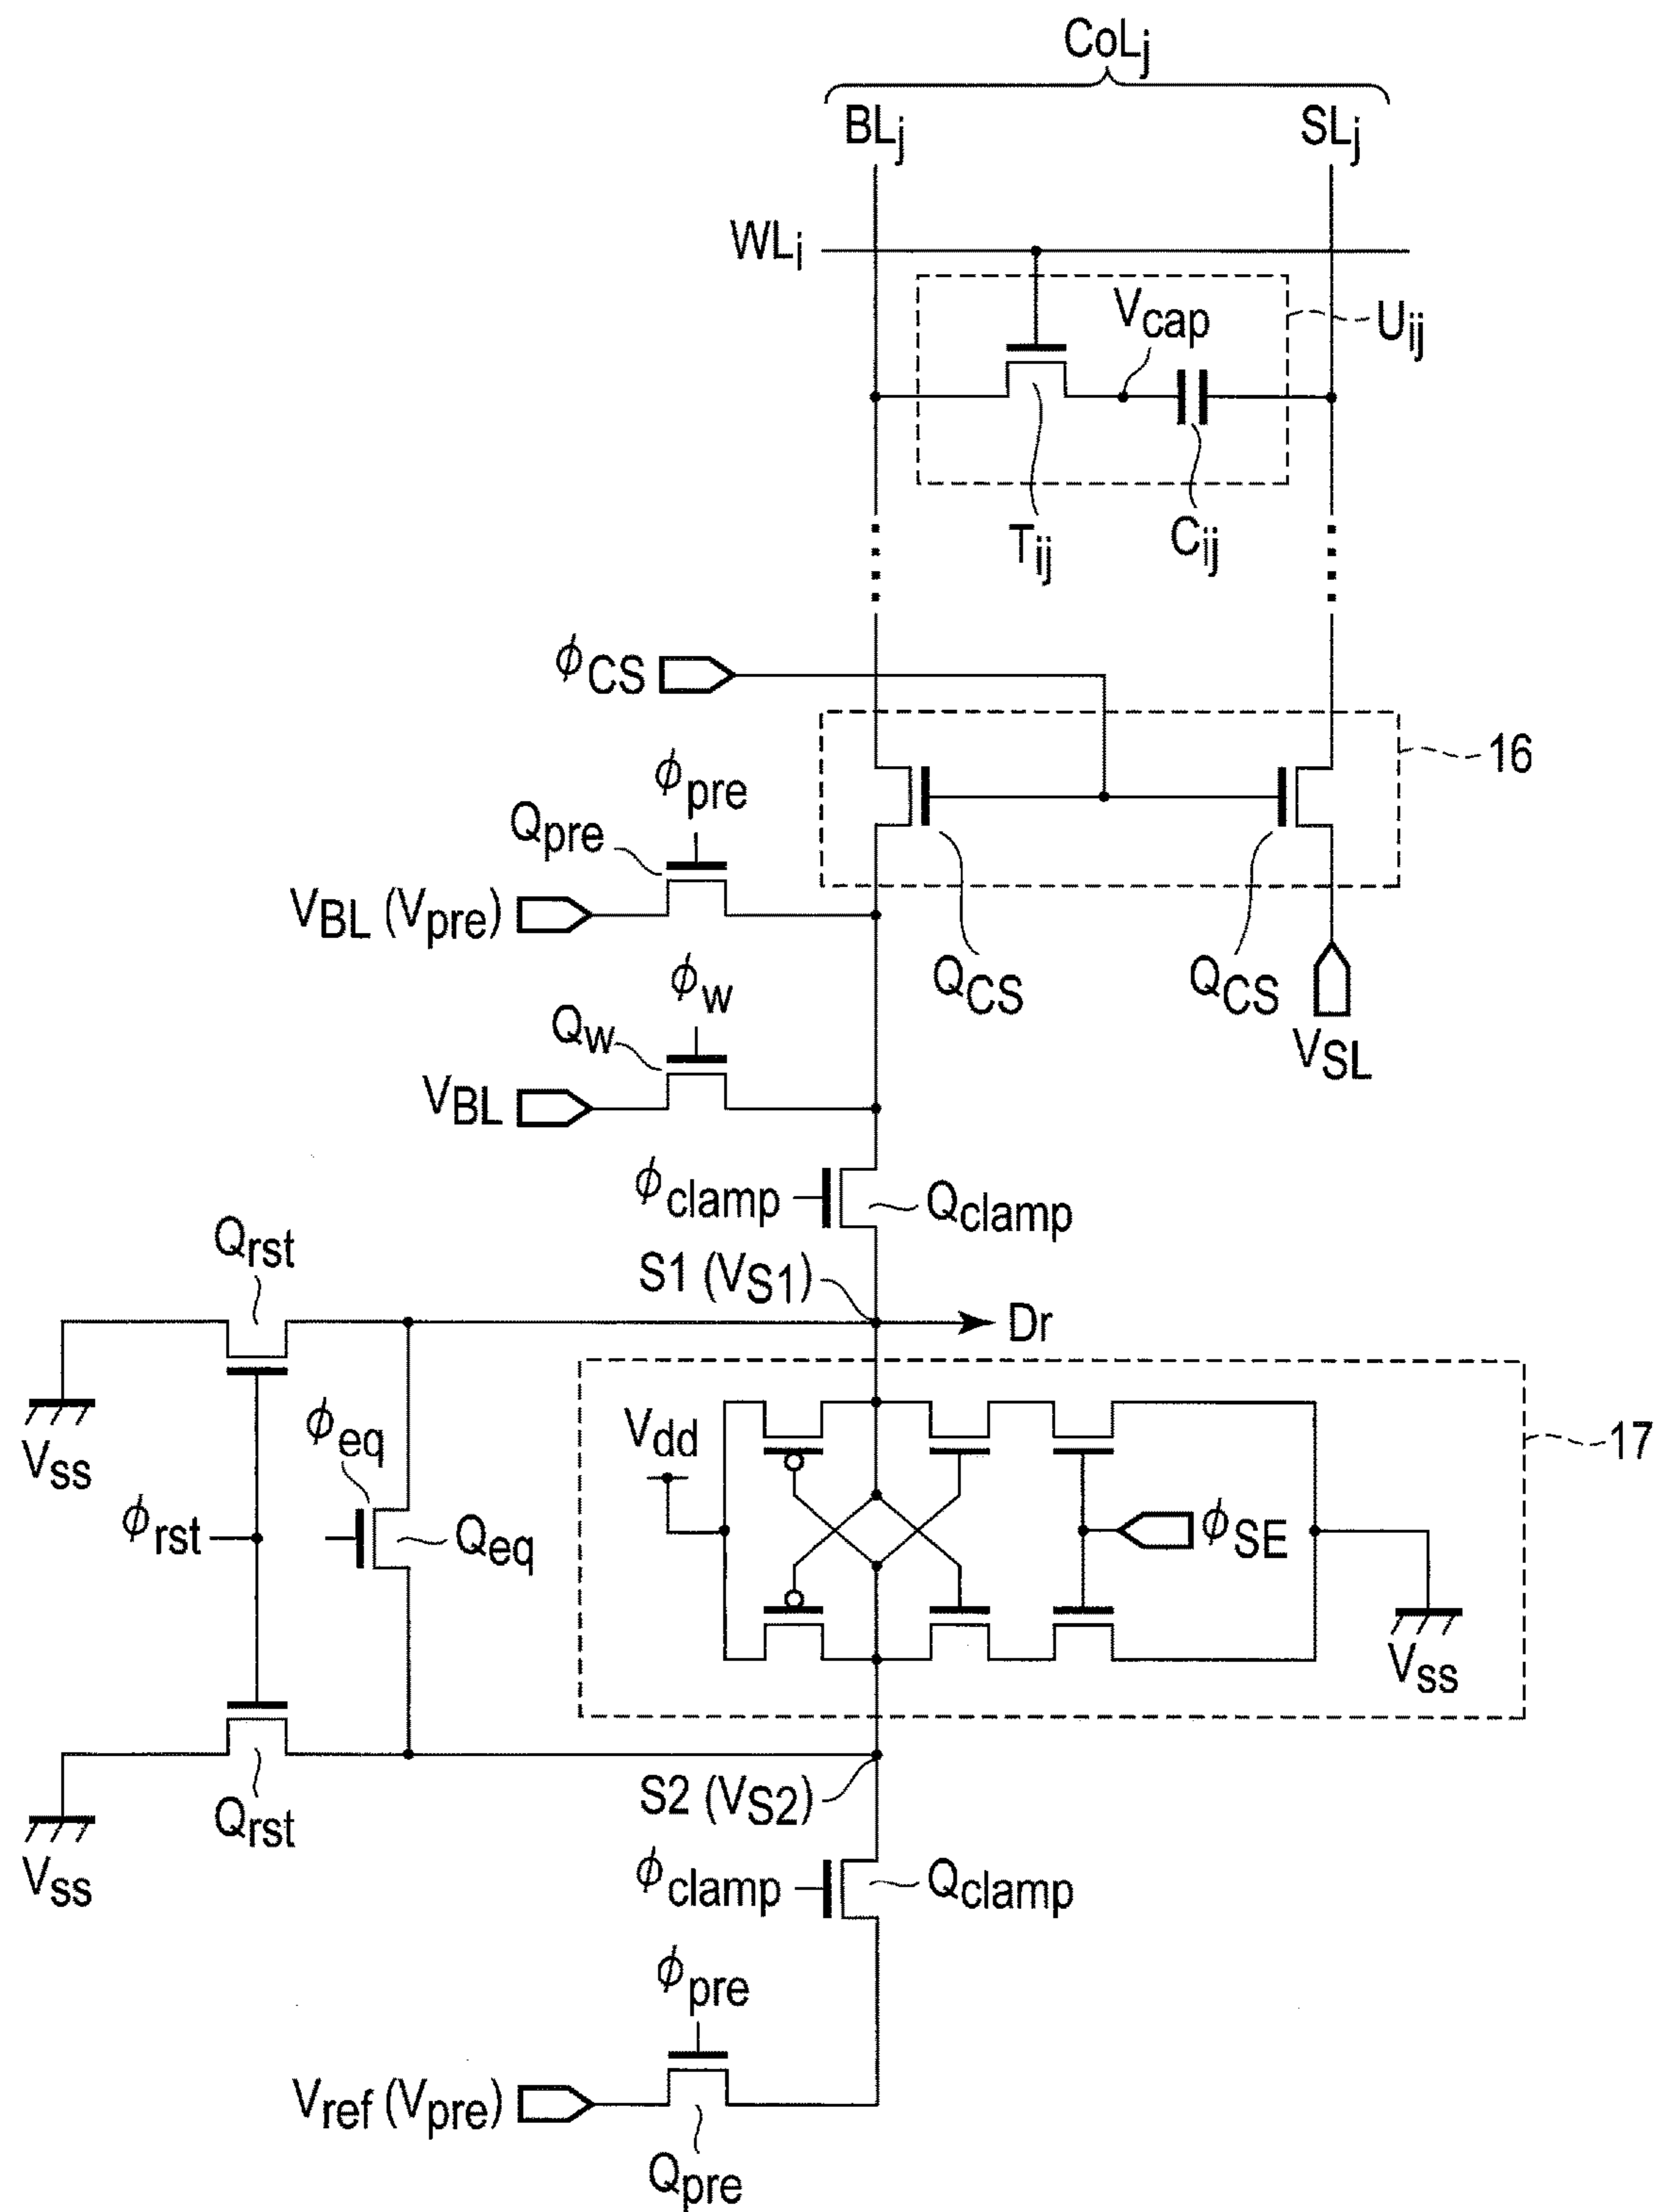 CoLj
BLj SLj
WLi
Vcap
Uij
Tij Cij
ϕCS
16
ϕpre
Qpre
VBL (Vpre)
QCS QCS
ϕw
Qw
VSL
VBL
ϕclamp Qclamp
Qrst
S1 (VS1)
Dr
Vdd
ϕeq
17
Vss
ϕrst Qeq ϕSE
Vss
S2 (VS2)
Qrst
Vss
ϕclamp Qclamp
ϕpre
Vref (Vpre)
Qpre